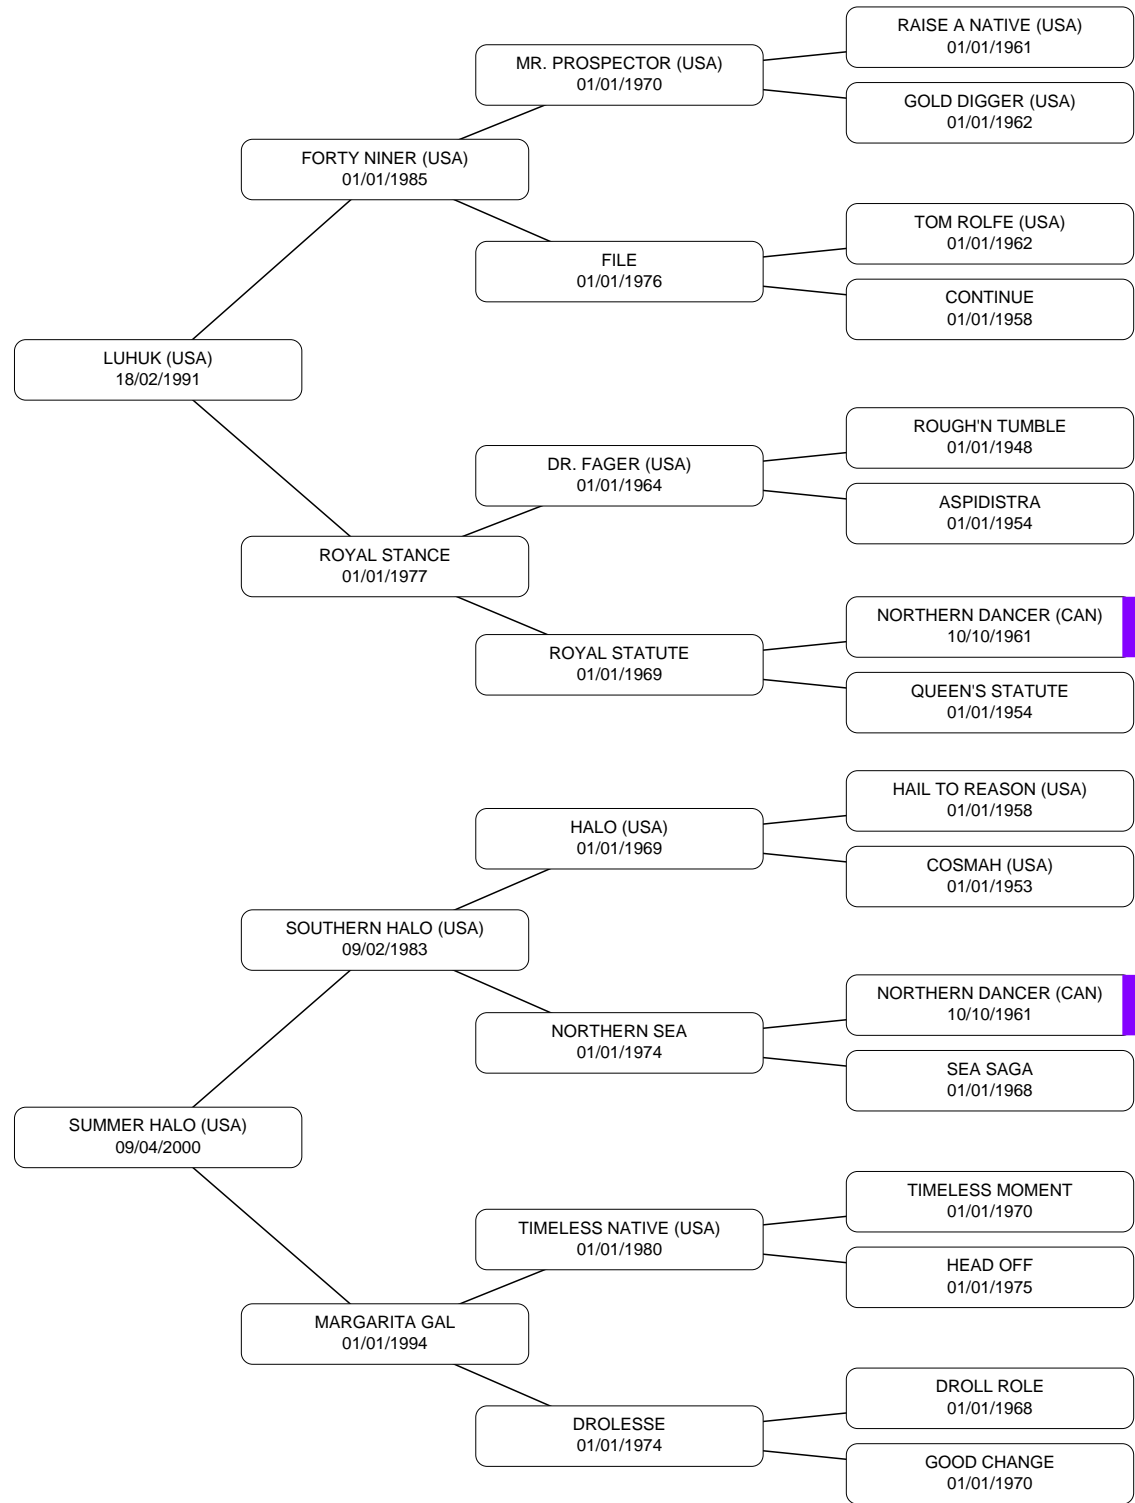 RAISE A NATIVE (USA)
01/01/1961
MR. PROSPECTOR (USA)
01/01/1970
GOLD DIGGER (USA)
01/01/1962
FORTY NINER (USA)
01/01/1985
TOM ROLFE (USA)
01/01/1962
FILE
01/01/1976
CONTINUE
01/01/1958
LUHUK (USA)
18/02/1991
ROUGH'N TUMBLE
01/01/1948
DR. FAGER (USA)
01/01/1964
ASPIDISTRA
01/01/1954
ROYAL STANCE
01/01/1977
NORTHERN DANCER (CAN)
10/10/1961
ROYAL STATUTE
01/01/1969
QUEEN'S STATUTE
01/01/1954
HAIL TO REASON (USA)
01/01/1958
HALO (USA)
01/01/1969
COSMAH (USA)
01/01/1953
SOUTHERN HALO (USA)
09/02/1983
NORTHERN DANCER (CAN)
10/10/1961
NORTHERN SEA
01/01/1974
SEA SAGA
01/01/1968
SUMMER HALO (USA)
09/04/2000
TIMELESS MOMENT
01/01/1970
TIMELESS NATIVE (USA)
01/01/1980
HEAD OFF
01/01/1975
MARGARITA GAL
01/01/1994
DROLL ROLE
01/01/1968
DROLESSE
01/01/1974
GOOD CHANGE
01/01/1970